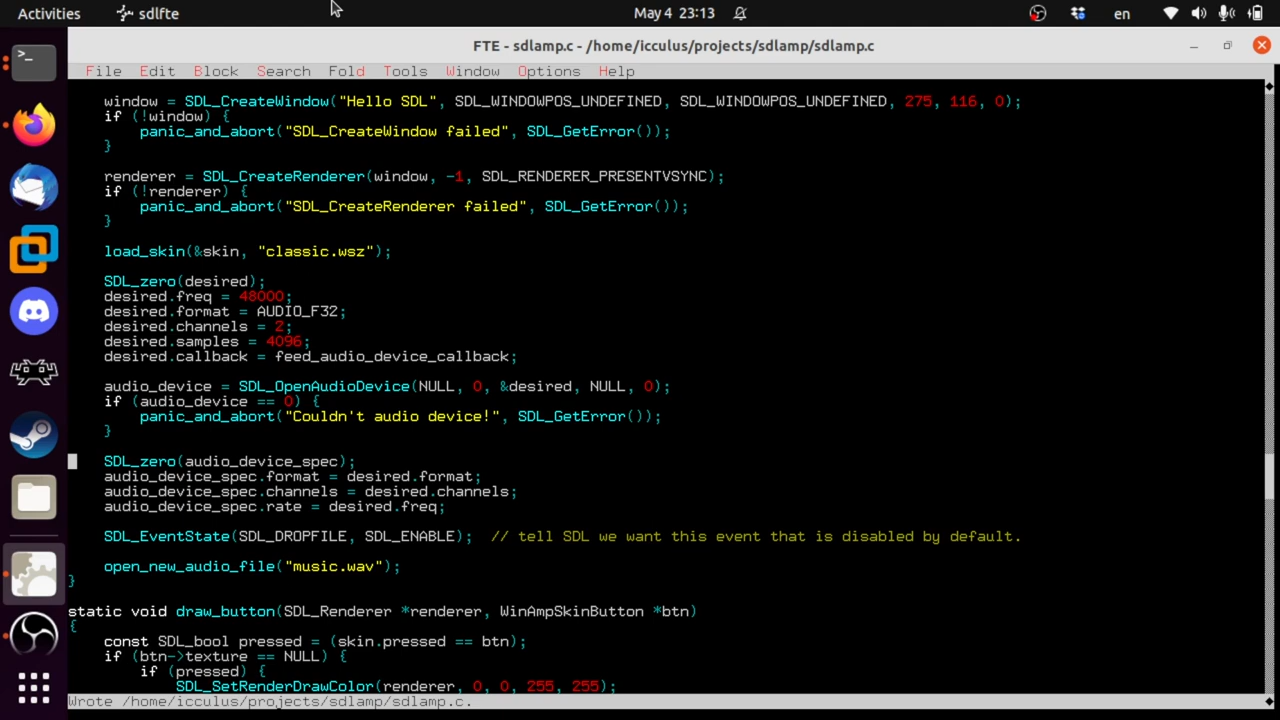 Activities
sdlfte
May 4 23:13
en
FTE - sdlamp.c - /home/icculus/projects/sdlamp/sdlamp.c
File Edit Block Search Fold Tools Window Options Help
window = SDL_CreateWindow("Hello SDL", SDL_WINDOWPOS_UNDEFINED, SDL_WINDOWPOS_UNDEFINED, 275, 116, 0);
if (!window) {
panic_and_abort("SDL_CreateWindow failed", SDL_GetError());
}
renderer = SDL_CreateRenderer(window, -1, SDL_RENDERER_PRESENTVSYNC);
if (!renderer) {
panic_and_abort("SDL_CreateRenderer failed", SDL_GetError());
}
load_skin(&skin, "classic.wsz");
SDL_zero(desired);
desired.freq = 48000;
desired.format = AUDIO_F32;
desired.channels = 2;
desired.samples = 4096;
desired.callback = feed_audio_device_callback;
audio_device = SDL_OpenAudioDevice(NULL, 0, &desired, NULL, 0);
if (audio_device == 0) {
panic_and_abort("Couldn't audio device!", SDL_GetError());
}
SDL_zero(audio_device_spec);
audio_device_spec.format = desired.format;
audio_device_spec.channels = desired.channels;
audio_device_spec.rate = desired.freq;
SDL_EventState(SDL_DROPFILE, SDL_ENABLE);  // tell SDL we want this event that is disabled by default.
open_new_audio_file("music.wav");
}
static void draw_button(SDL_Renderer *renderer, WinAmpSkinButton *btn)
{
const SDL_bool pressed = (skin.pressed == btn);
if (btn->texture == NULL) {
if (pressed) {
SDL_SetRenderDrawColor(renderer, 0, 0, 255, 255);
Wrote /home/icculus/projects/sdlamp/sdlamp.c.